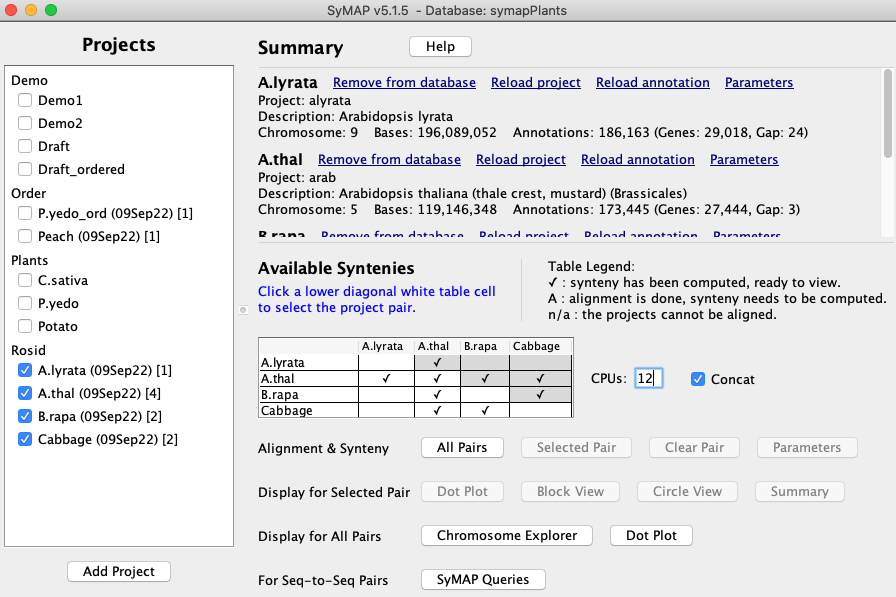 SyMAP v5.1.5 - Database: symapPlants
Projects
Demo
Demo1
Demo2
Draft
Draft_ordered
Order
P.yedo_ord (09Sep22) [1]
Peach (09Sep22) [1]
Plants
C.sativa
P.yedo
Potato
Rosid
A.lyrata (09Sep22) [1]
A.thal (09Sep22) [4]
B.rapa (09Sep22) [2]
Cabbage (09Sep22) [2]
Add Project
Summary Help
A.lyrata Remove from database Reload project Reload annotation Parameters
Project: alyrata
Description: Arabidopsis lyrata
Chromosome: 9 Bases: 196,089,052 Annotations: 186,163 (Genes: 29,018, Gap: 24)
A.thal Remove from database Reload project Reload annotation Parameters
Project: arab
Description: Arabidopsis thaliana (thale crest, mustard) (Brassicales)
Chromosome: 5 Bases: 119,146,348 Annotations: 173,445 (Genes: 27,444, Gap: 3)
B.rapa Remove from database Reload project Reload annotation Parameters
Available Syntenies
Click a lower diagonal white table cell
to select the project pair.
Table Legend:
✓ : synteny has been computed, ready to view.
A : alignment is done, synteny needs to be computed.
n/a : the projects cannot be aligned.
A.lyrata A.thal B.rapa Cabbage
A.lyrata ✓
A.thal ✓ ✓ ✓ ✓
B.rapa ✓ ✓
Cabbage ✓ ✓
CPUs: 12 Concat
Alignment & Synteny All Pairs Selected Pair Clear Pair Parameters
Display for Selected Pair Dot Plot Block View Circle View Summary
Display for All Pairs Chromosome Explorer Dot Plot
For Seq-to-Seq Pairs SyMAP Queries